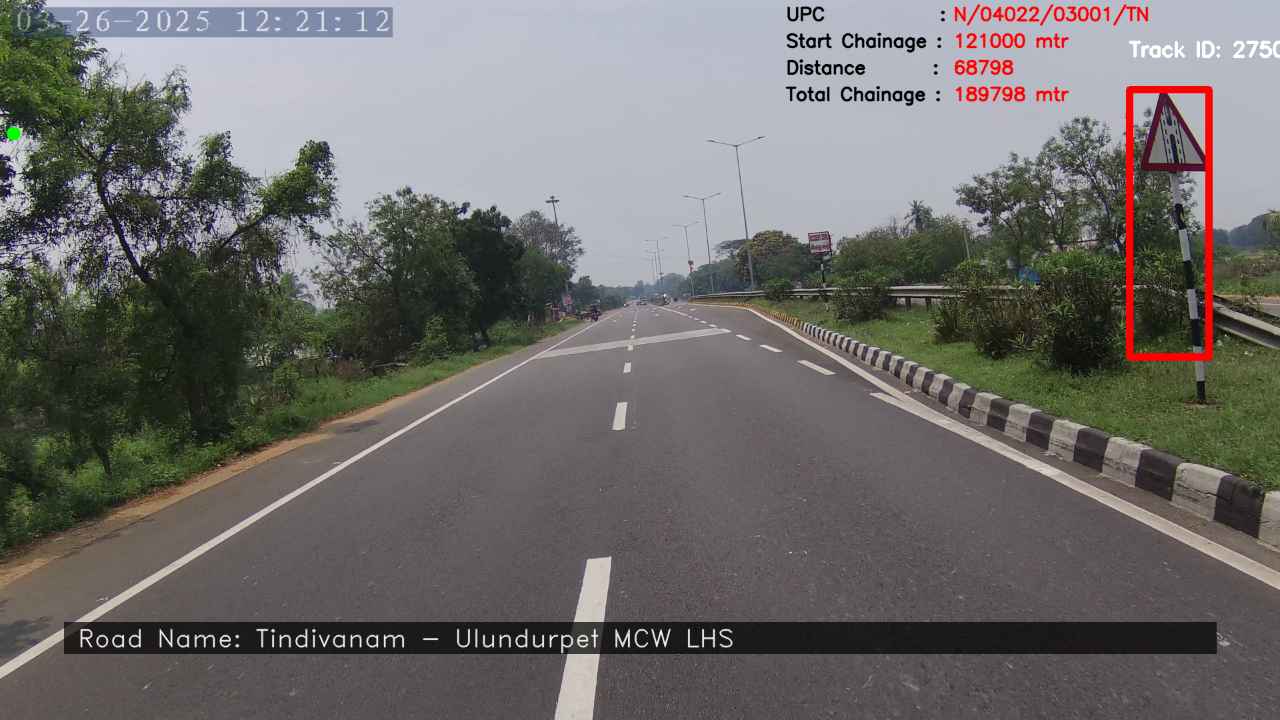 03-26-2025 12:21:12
UPC : N/04022/03001/TN
Start Chainage : 121000 mtr
Track ID: 2750
Distance : 68798
Total Chainage : 189798 mtr
Road Name: Tindivanam - Ulundurpet MCW LHS